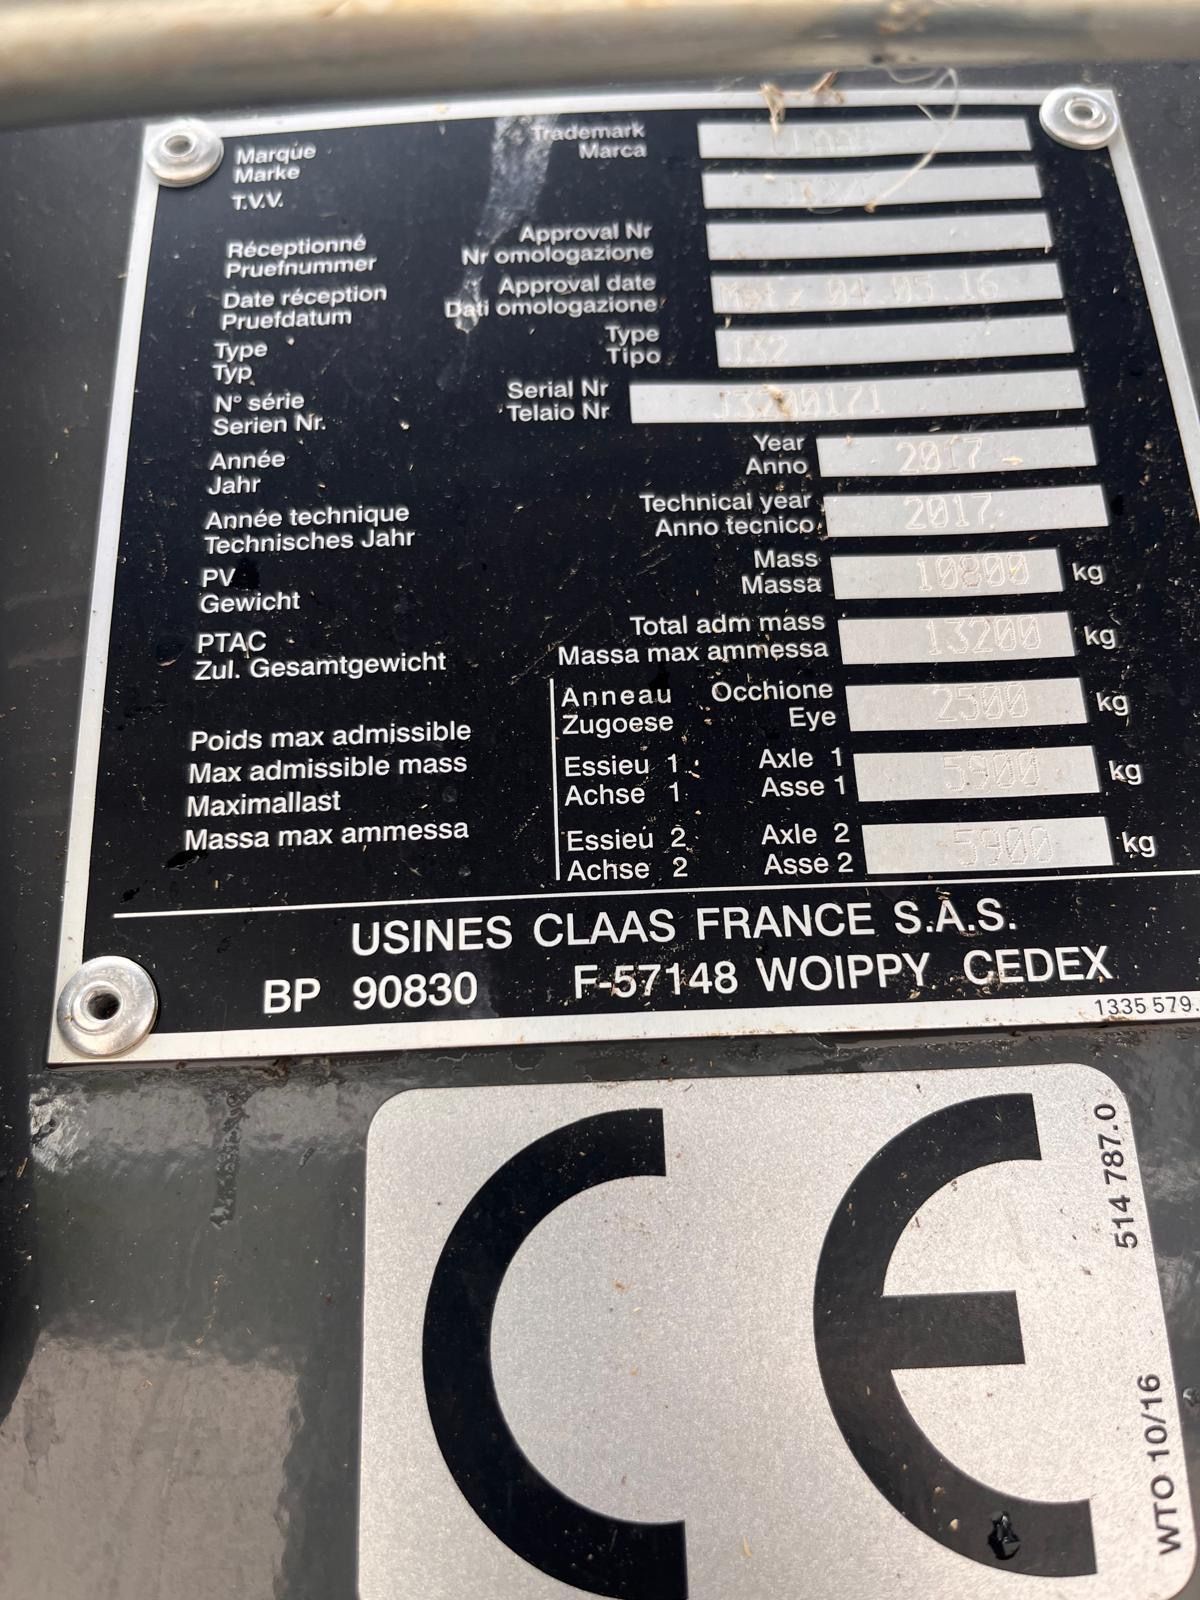 Marque Trademark CLAAS
Marke Marca
T.V.V.
Réceptionné Approval Nr
Pruefnummer Nr omologazione
Date réception Approval date 04 05 16
Pruefdatum Dati omologazione
Type Type J32
Typ Tipo
N° série Serial Nr J3200171
Serien Nr. Telaio Nr
Année Year 2017
Jahr Anno
Année technique Technical year 2017
Technisches Jahr Anno tecnico
PV Mass 10800 kg
Gewicht Massa
PTAC Total adm mass 13200 kg
Zul. Gesamtgewicht Massa max ammessa
Poids max admissible
Max admissible mass
Maximallast
Massa max ammessa
Anneau Occhione 2500 kg
Zugoese Eye
Essieu 1 Axle 1 5900 kg
Achse 1 Asse 1
Essieu 2 Axle 2 5900 kg
Achse 2 Asse 2
USINES CLAAS FRANCE S.A.S.
BP 90830 F-57148 WOIPPY CEDEX
1335 579.
CE
514 787.0
WTO 10/16